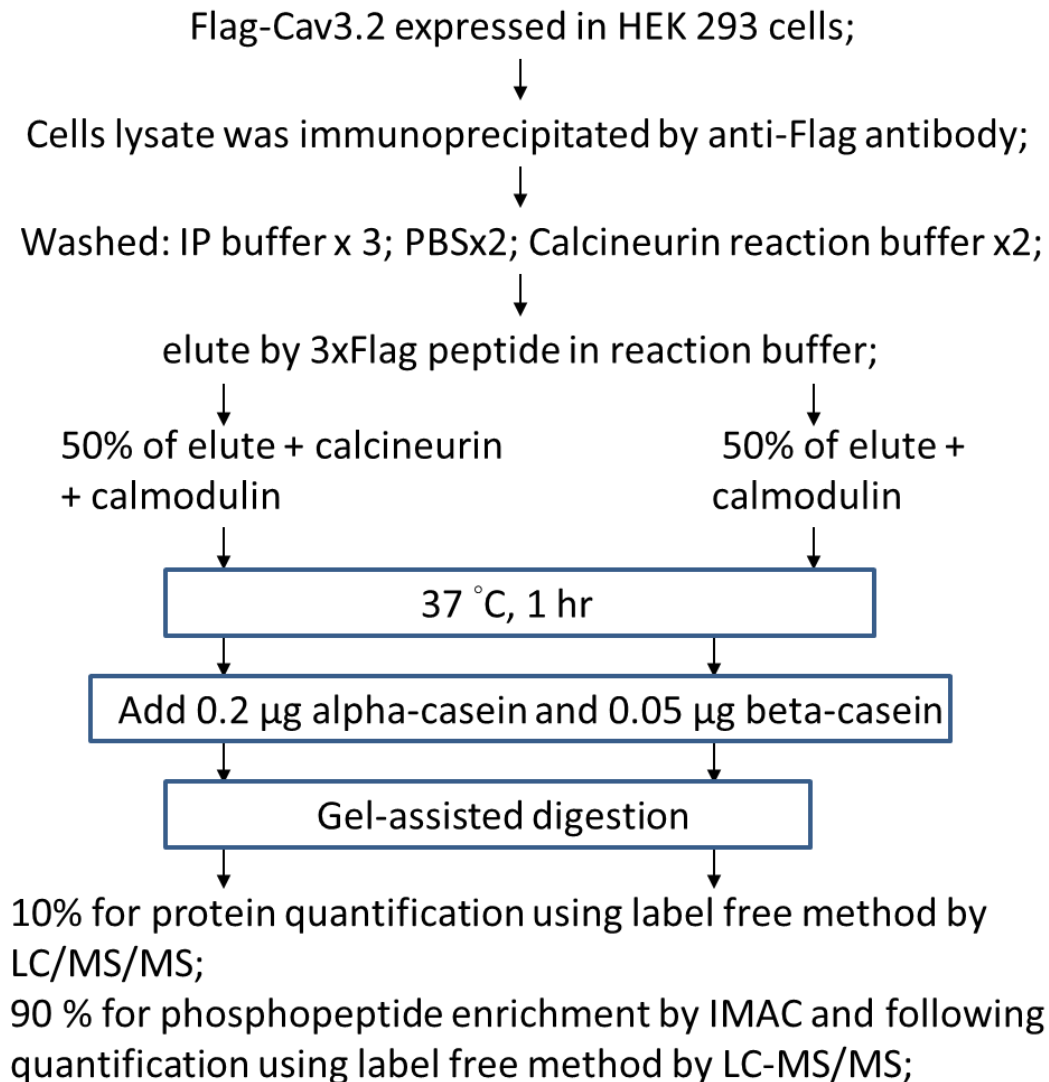 Flag-Cav3.2 expressed in HEK 293 cells;
Cells lysate was immunoprecipitated by anti-Flag antibody;
Washed: IP buffer x 3; PBSx2; Calcineurin reaction buffer x2;
elute by 3xFlag peptide in reaction buffer;
50% of elute + calcineurin
+ calmodulin
50% of elute +
calmodulin
37 °C, 1 hr
Add 0.2 µg alpha-casein and 0.05 µg beta-casein
Gel-assisted digestion
10% for protein quantification using label free method by
LC/MS/MS;
90 % for phosphopeptide enrichment by IMAC and following
quantification using label free method by LC-MS/MS;